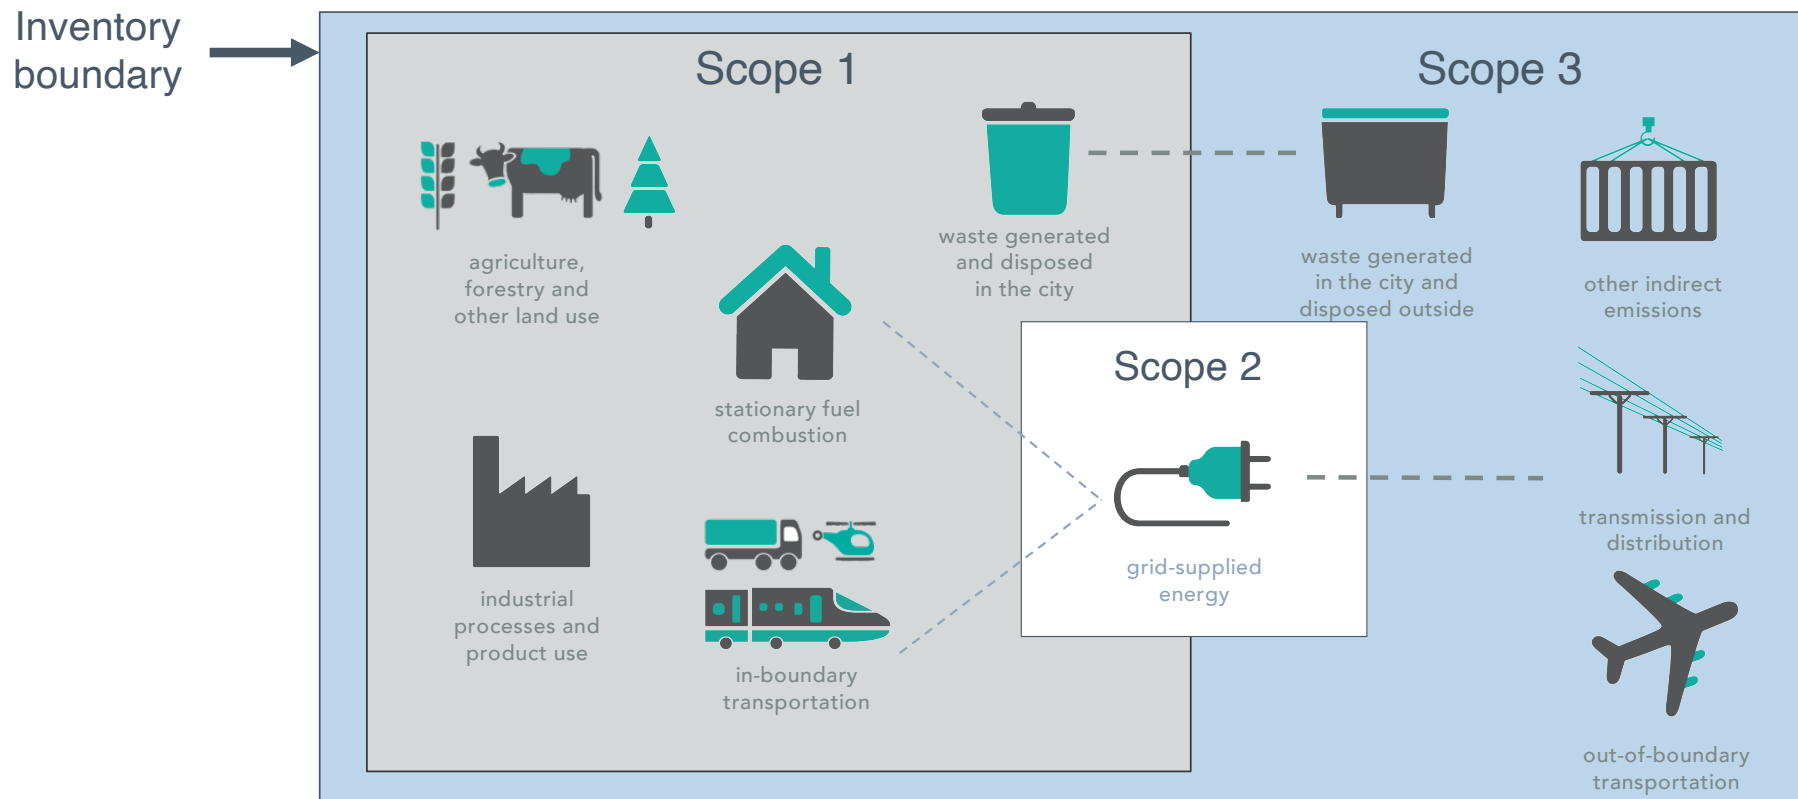 Inventory
boundary
Scope 1
agriculture,
forestry and
other land use
stationary fuel
combustion
waste generated
and disposed
in the city
industrial
processes and
product use
in-boundary
transportation
Scope 2
grid-supplied
energy
Scope 3
waste generated
in the city and
disposed outside
other indirect
emissions
transmission and
distribution
out-of-boundary
transportation